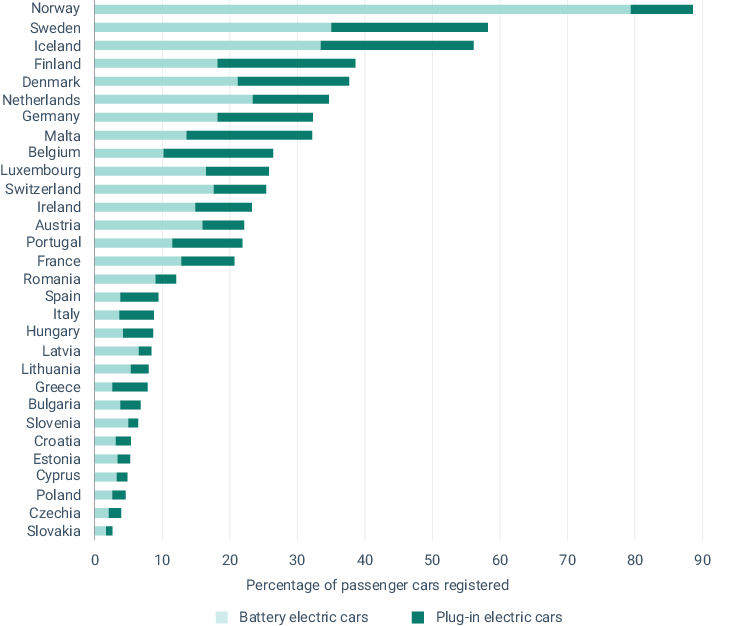 Norway
Sweden
Iceland
Finland
Denmark
Netherlands
Germany
Malta
Belgium
Luxembourg
Switzerland
Ireland
Austria
Portugal
France
Romania
Spain
Italy
Hungary
Latvia
Lithuania
Greece
Bulgaria
Slovenia
Croatia
Estonia
Cyprus
Poland
Czechia
Slovakia
0 10 20 30 40 50 60 70 80 90
Percentage of passenger cars registered
Battery electric cars Plug-in electric cars